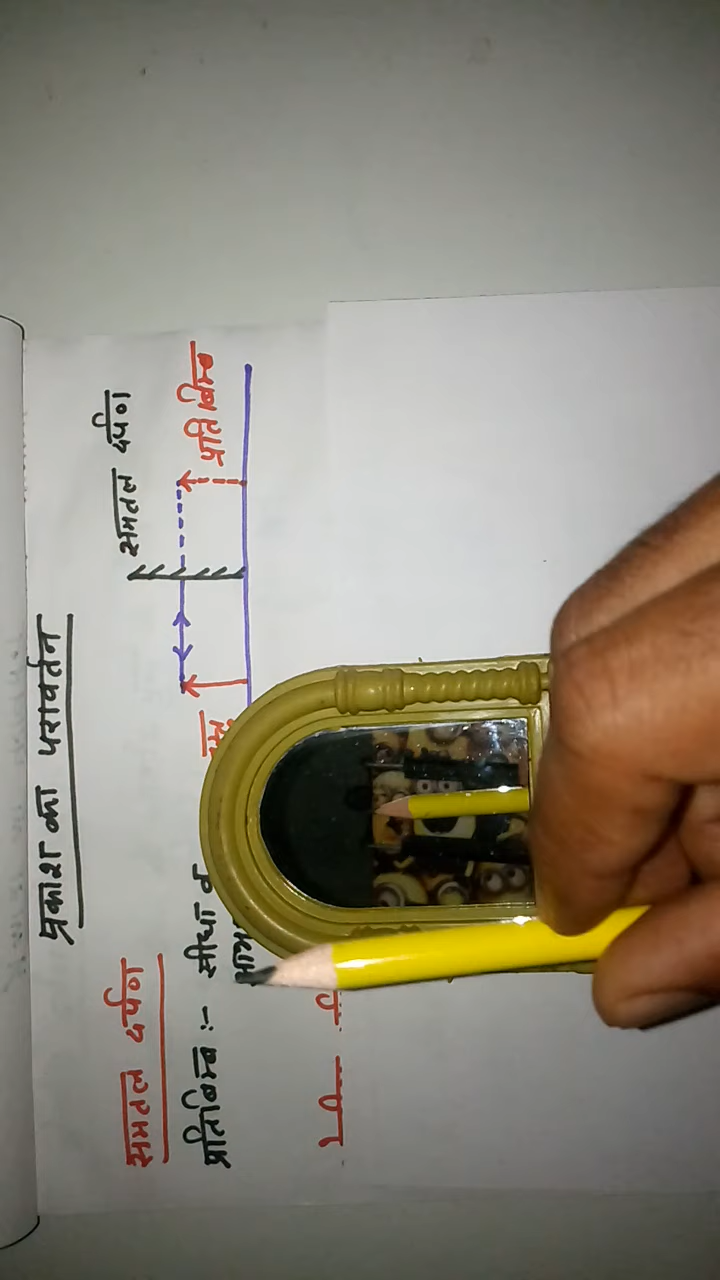 प्रकाश का परावर्तन
समतल दर्पण
समतल दर्पण
प्रतिबिम्ब
प्रतिबिम्ब :- सीधा व